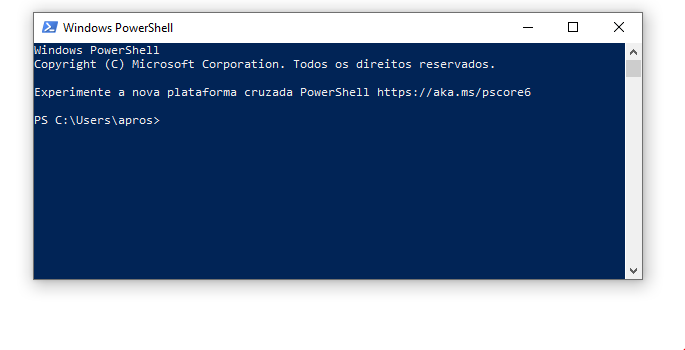 Windows PowerShell
Windows PowerShell
Copyright (C) Microsoft Corporation. Todos os direitos reservados.
Experimente a nova plataforma cruzada PowerShell https://aka.ms/pscore6
PS C:\Users\apros>